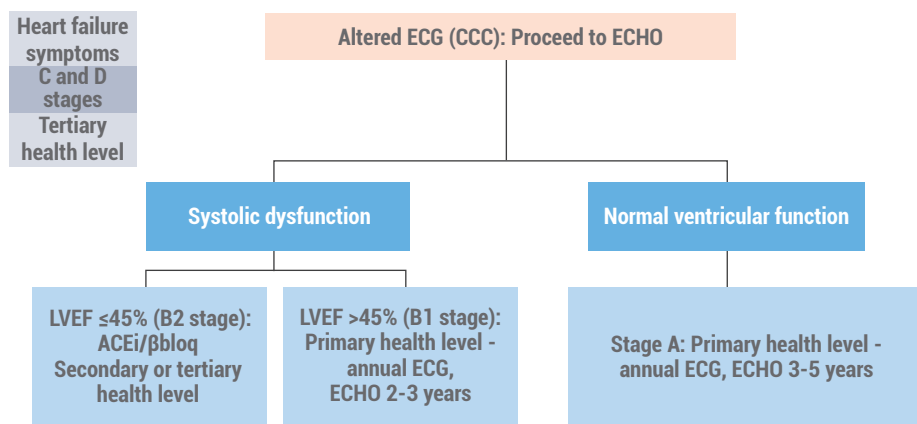 Heart failure
symptoms
C and D
stages
Tertiary
health level
Altered ECG (CCC): Proceed to ECHO
Systolic dysfunction
Normal ventricular function
LVEF ≤45% (B2 stage):
ACEi/βbloq
Secondary or tertiary
health level
LVEF >45% (B1 stage):
Primary health level -
annual ECG,
ECHO 2-3 years
Stage A: Primary health level -
annual ECG, ECHO 3-5 years